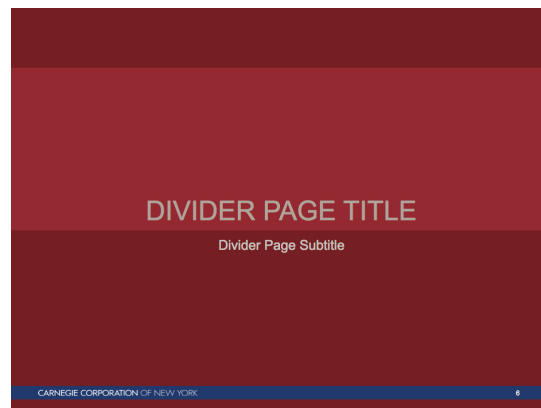 DIVIDER PAGE TITLE
Divider Page Subtitle
CARNEGIE CORPORATION OF NEW YORK 6